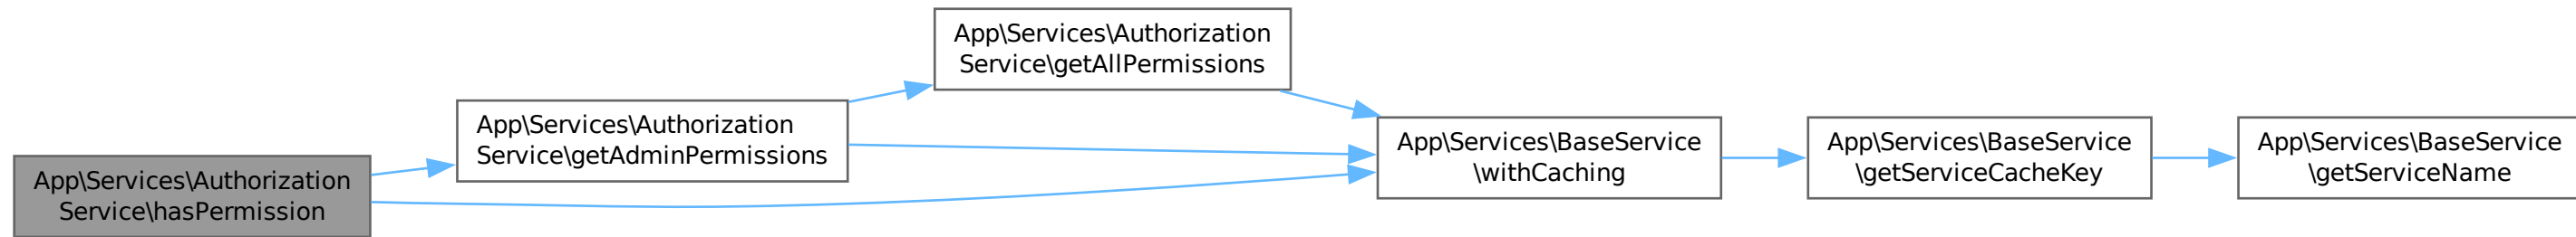 App\Services\Authorization
Service\hasPermission
App\Services\Authorization
Service\getAdminPermissions
App\Services\Authorization
Service\getAllPermissions
App\Services\BaseService
\withCaching
App\Services\BaseService
\getServiceCacheKey
App\Services\BaseService
\getServiceName